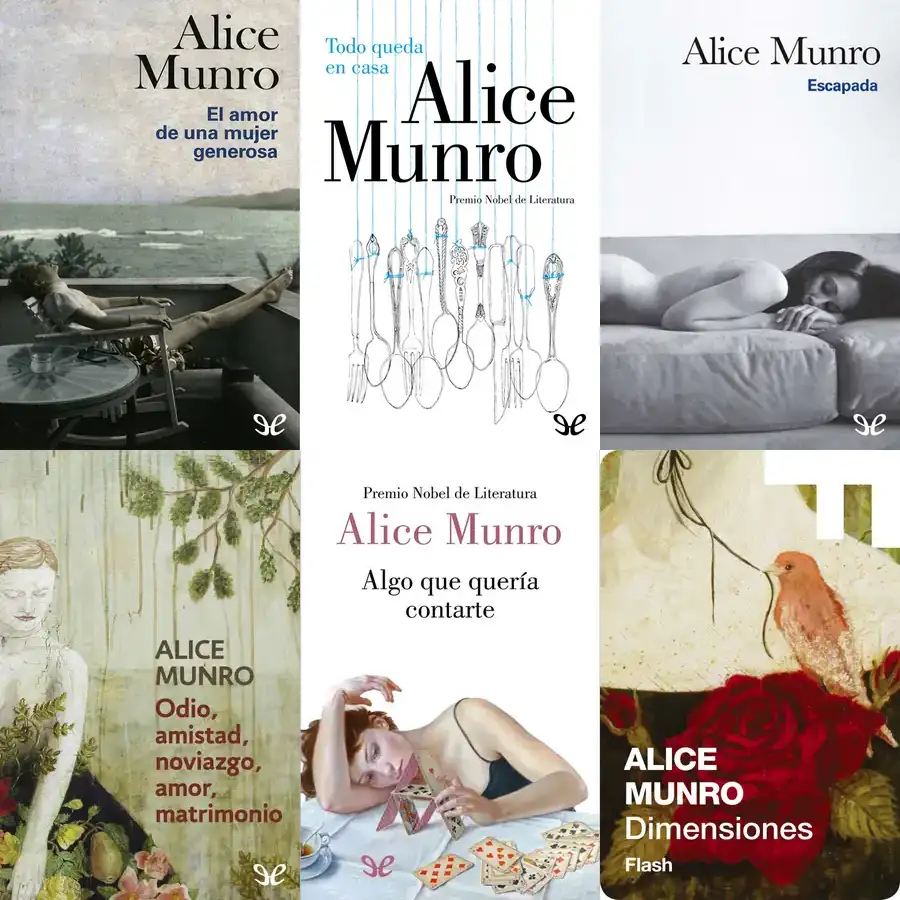 Alice
Munro
El amor
de una mujer
generosa
Todo queda
en casa
Alice
Munro
Premio Nobel de Literatura
Alice Munro
Escapada
ALICE
MUNRO
Odio,
amistad,
noviazgo,
amor,
matrimonio
Premio Nobel de Literatura
Alice Munro
Algo que quería
contarte
ALICE
MUNRO
Dimensiones
Flash